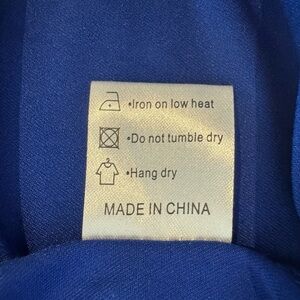 •Iron on low heat
•Do not tumble dry
•Hang dry
MADE IN CHINA